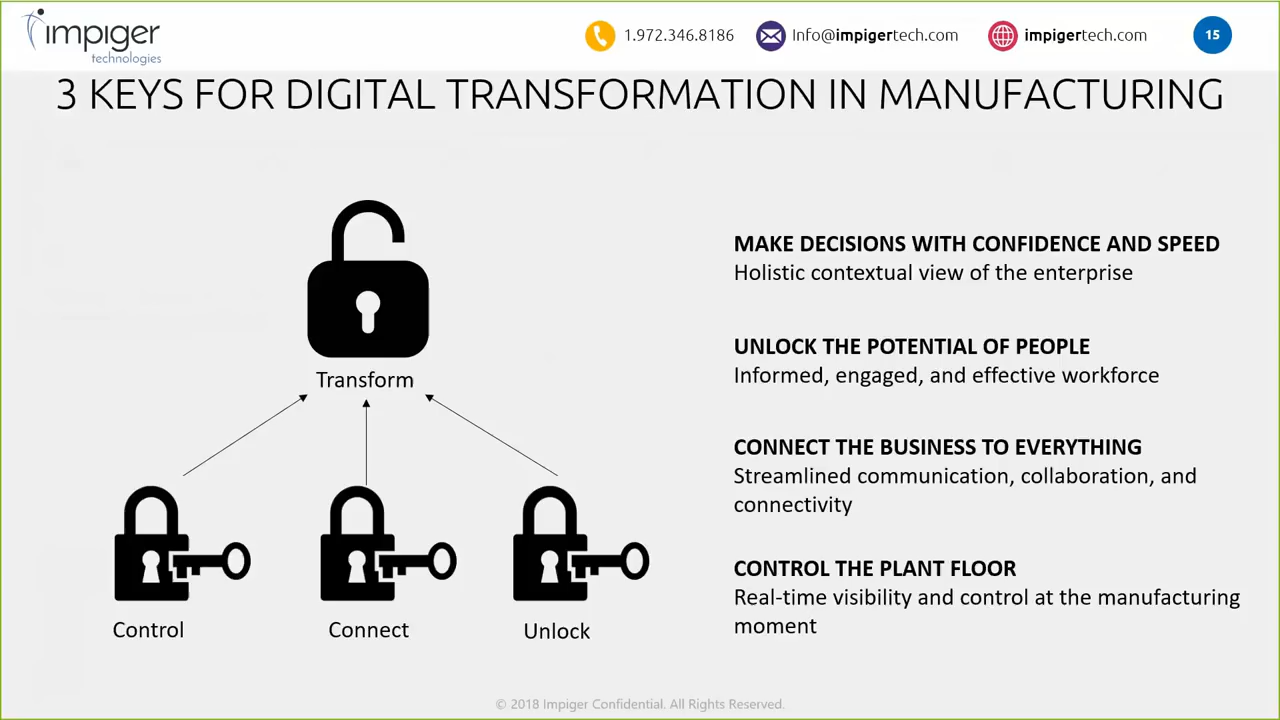 impiger
technologies
1.972.346.8186
Info@impigertech.com
impigertech.com
15
3 KEYS FOR DIGITAL TRANSFORMATION IN MANUFACTURING
Transform
Control
Connect
Unlock
MAKE DECISIONS WITH CONFIDENCE AND SPEED
Holistic contextual view of the enterprise
UNLOCK THE POTENTIAL OF PEOPLE
Informed, engaged, and effective workforce
CONNECT THE BUSINESS TO EVERYTHING
Streamlined communication, collaboration, and
connectivity
CONTROL THE PLANT FLOOR
Real-time visibility and control at the manufacturing
moment
© 2018 Impiger Confidential. All Rights Reserved.